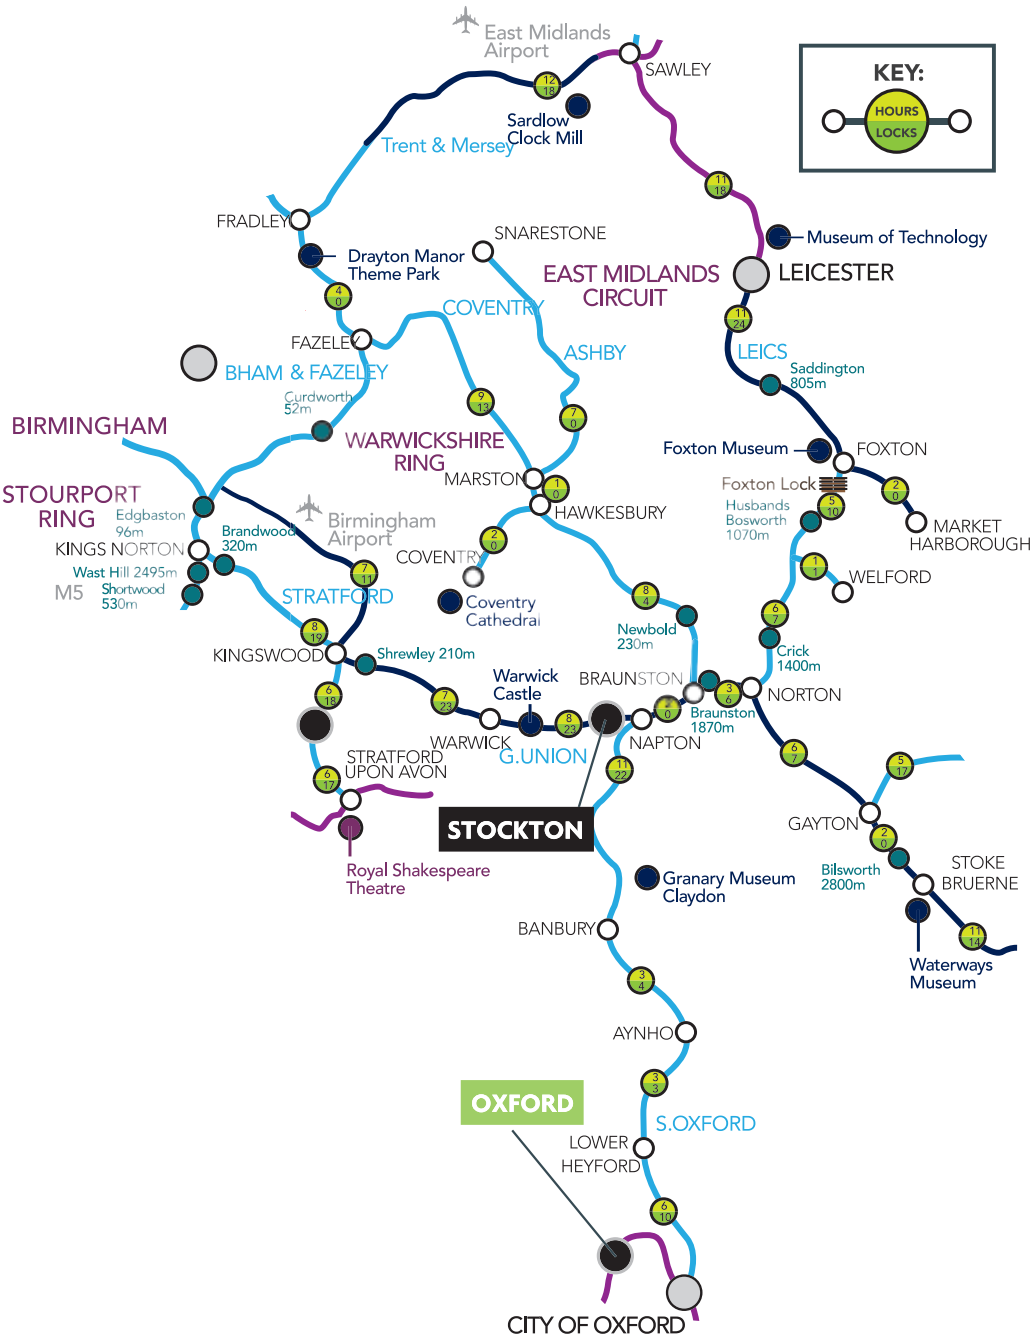 East Midlands
Airport
SAWLEY
KEY:
HOURS
LOCKS
12
18
Sardlow
Clock Mill
Trent & Mersey
11
18
FRADLEY
SNARESTONE
Museum of Technology
Drayton Manor
Theme Park
EAST MIDLANDS
CIRCUIT
LEICESTER
4
0
COVENTRY
11
24
FAZELEY
ASHBY
LEICS
BHAM & FAZELEY
Saddington
805m
Curdworth
52m
9
13
7
0
BIRMINGHAM
WARWICKSHIRE
RING
Foxton Museum
FOXTON
MARSTON
STOURPORT
RING
Foxton Lock
1
0
2
0
Edgbaston
96m
Birmingham
Airport
HAWKESBURY
Husbands
Bosworth
1070m
5
10
MARKET
HARBOROUGH
Brandwood
320m
KINGS NORTON
2
0
COVENTRY
Wast Hill 2495m
7
11
1
1
WELFORD
M5
Shortwood
530m
STRATFORD
Coventry
Cathedral
8
4
6
7
8
19
Newbold
230m
Crick
1400m
KINGSWOOD
Shrewley 210m
Warwick
Castle
BRAUNSTON
6
18
7
23
3
6
NORTON
8
23
0
Braunston
1870m
WARWICK
NAPTON
G.UNION
STRATFORD
UPON AVON
6
17
11
22
6
7
5
17
STOCKTON
GAYTON
2
0
Royal Shakespeare
Theatre
Bilsworth
2800m
STOKE
BRUERNE
Granary Museum
Claydon
BANBURY
11
14
Waterways
Museum
3
4
AYNHO
3
3
OXFORD
S.OXFORD
LOWER
HEYFORD
6
10
CITY OF OXFORD